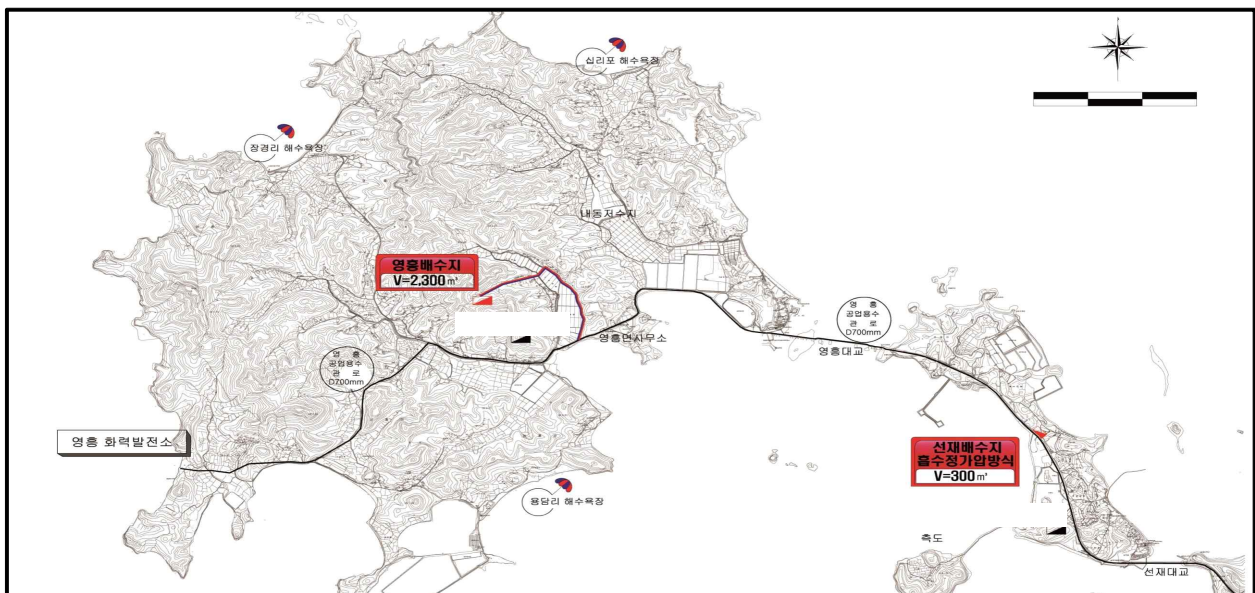 십리포 해수욕장
장경리 해수욕장
내동저수지
영흥배수지
V=2,300㎥
영흥면사무소
영 흥
공업용수
관 로
D700mm
영흥대교
영 흥
공업용수
관 로
D700mm
영흥 화력발전소
선재배수지
흡수정가압방식
V=300㎥
용담리 해수욕장
측도
선재대교